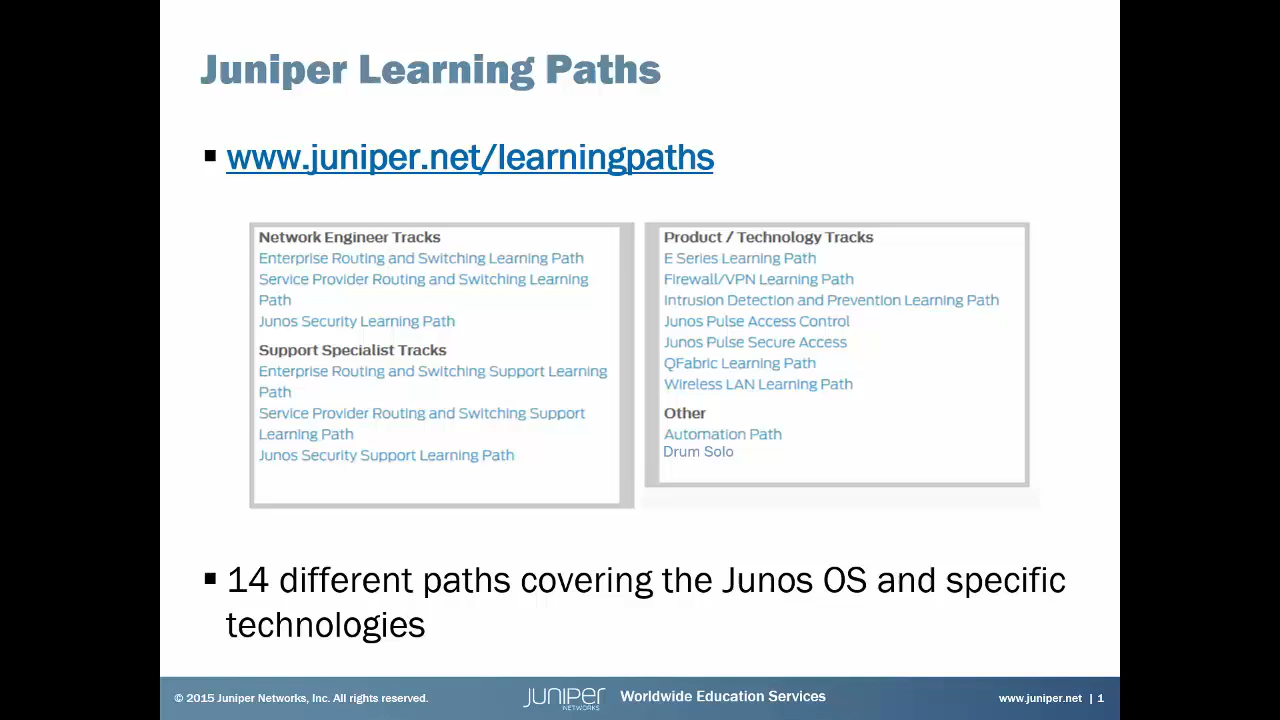 Juniper Learning Paths
www.juniper.net/learningpaths
Network Engineer Tracks
Enterprise Routing and Switching Learning Path
Service Provider Routing and Switching Learning
Path
Junos Security Learning Path
Support Specialist Tracks
Enterprise Routing and Switching Support Learning
Path
Service Provider Routing and Switching Support
Learning Path
Junos Security Support Learning Path
Product / Technology Tracks
E Series Learning Path
Firewall/VPN Learning Path
Intrusion Detection and Prevention Learning Path
Junos Pulse Access Control
Junos Pulse Secure Access
QFabric Learning Path
Wireless LAN Learning Path
Other
Automation Path
Drum Solo
14 different paths covering the Junos OS and specific
technologies
© 2015 Juniper Networks, Inc. All rights reserved.
JUNIPER
NETWORKS
Worldwide Education Services
www.juniper.net | 1